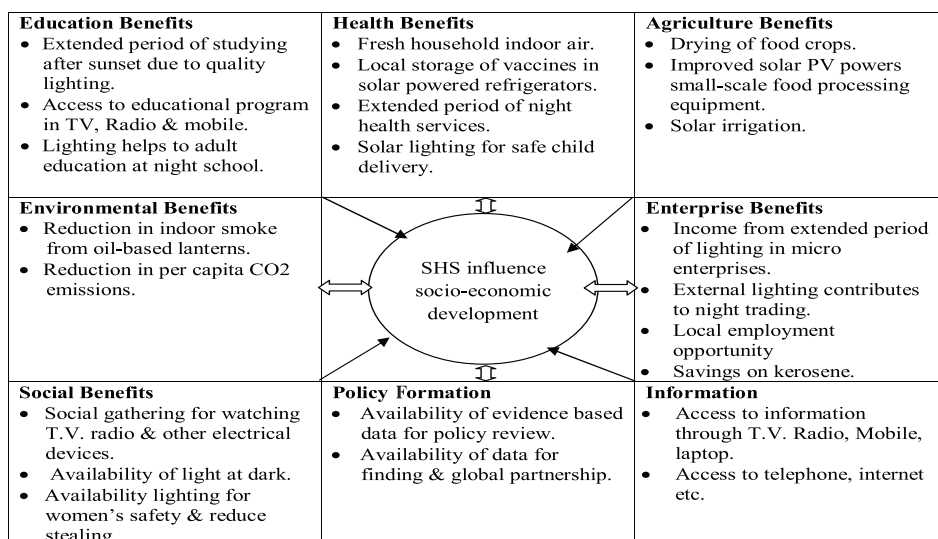 Education Benefits
• Extended period of studying
after sunset due to quality
lighting.
• Access to educational program
in TV, Radio & mobile.
• Lighting helps to adult
education at night school.
Health Benefits
• Fresh household indoor air.
• Local storage of vaccines in
solar powered refrigerators.
• Extended period of night
health services.
• Solar lighting for safe child
delivery.
Agriculture Benefits
• Drying of food crops.
• Improved solar PV powers
small-scale food processing
equipment.
• Solar irrigation.
Environmental Benefits
• Reduction in indoor smoke
from oil-based lanterns.
• Reduction in per capita CO2
emissions.
SHS influence
socio-economic
development
Enterprise Benefits
• Income from extended period
of lighting in micro
enterprises.
• External lighting contributes
to night trading.
• Local employment
opportunity
• Savings on kerosene.
Social Benefits
• Social gathering for watching
T.V. radio & other electrical
devices.
• Availability of light at dark.
• Availability lighting for
women's safety & reduce
stealing
Policy Formation
• Availability of evidence based
data for policy review.
• Availability of data for
finding & global partnership.
Information
• Access to information
through T.V. Radio, Mobile,
laptop.
• Access to telephone, internet
etc.